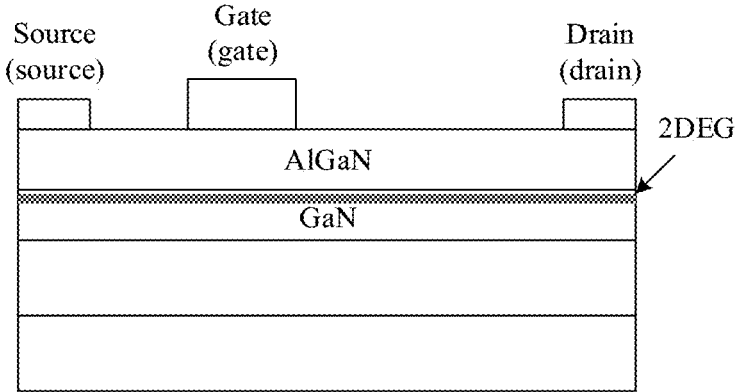 Source
(source)
Gate
(gate)
Drain
(drain)
2DEG
AlGaN
GaN